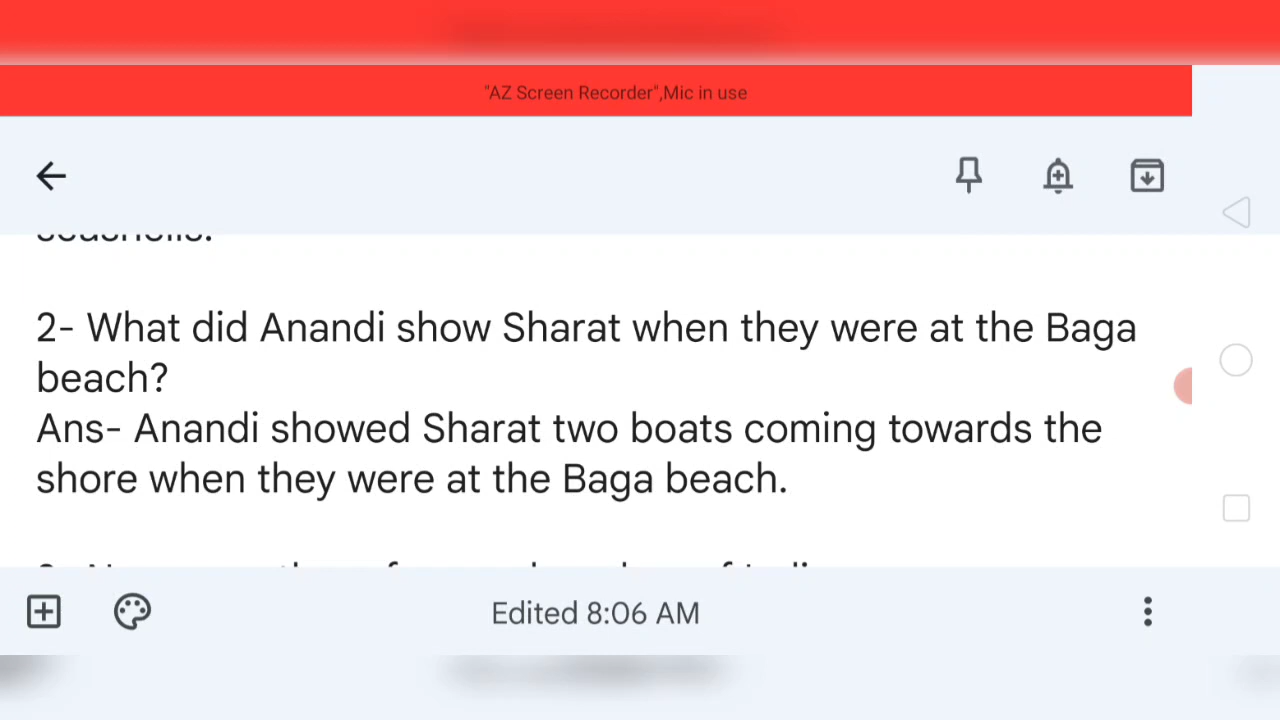 "AZ Screen Recorder",Mic in use
seashells.
2- What did Anandi show Sharat when they were at the Baga
beach?
Ans- Anandi showed Sharat two boats coming towards the
shore when they were at the Baga beach.
Edited 8:06 AM